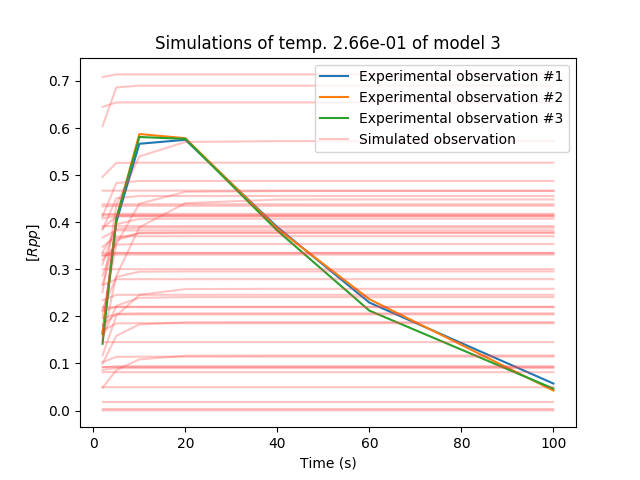 Simulations of temp. 2.66e-01 of model 3
Experimental observation #1
Experimental observation #2
Experimental observation #3
Simulated observation
[Rpp]
0.7
0.6
0.5
0.4
0.3
0.2
0.1
0.0
0 20 40 60 80 100
Time (s)